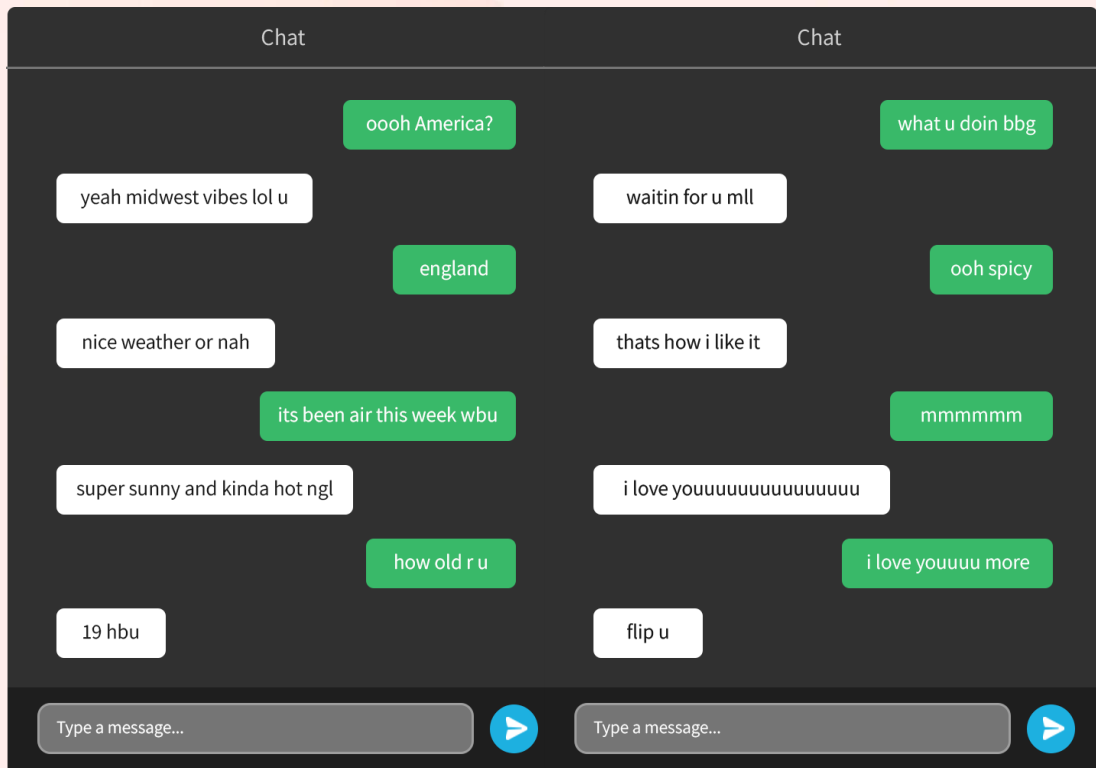 Chat
oooh America?
yeah midwest vibes lol u
england
nice weather or nah
its been air this week wbu
super sunny and kinda hot ngl
how old r u
19 hbu
Type a message...
Chat
what u doin bbg
waitin for u mll
ooh spicy
thats how i like it
mmmmmm
i love youuuuuuuuuuuuuuuu
i love youuuu more
flip u
Type a message...